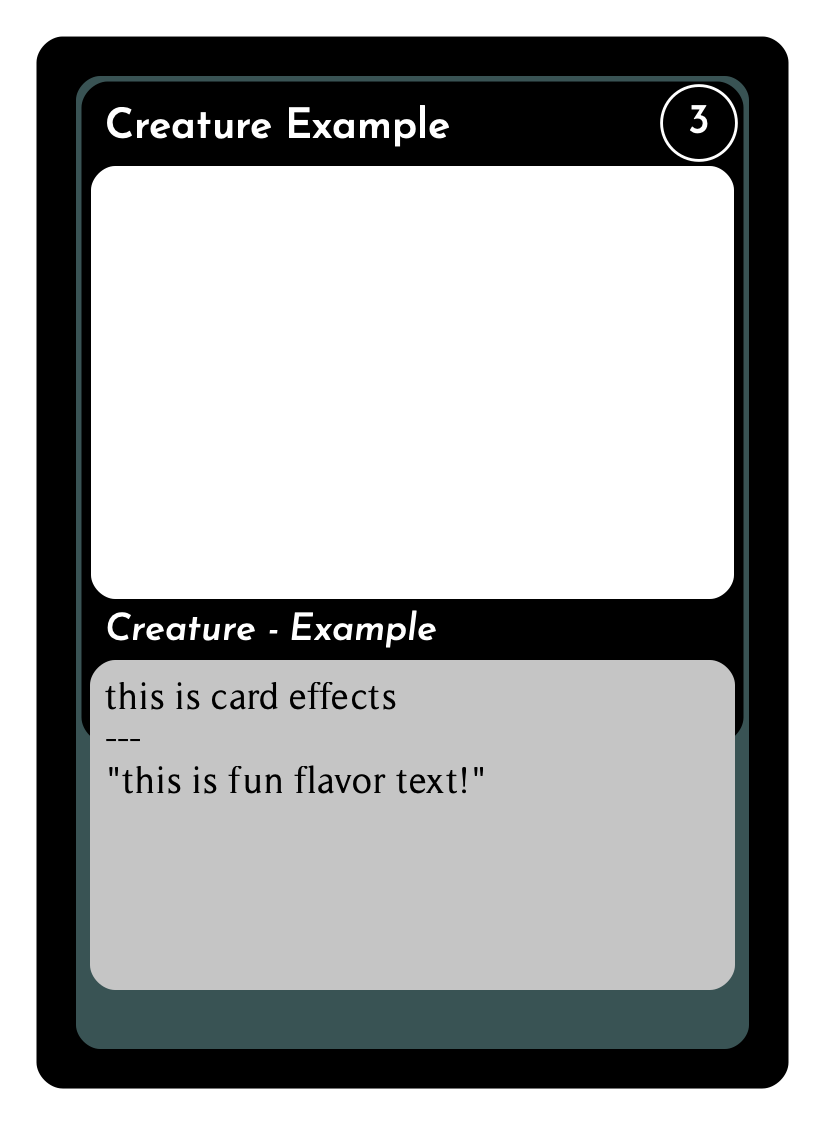 Creature Example
3
Creature - Example
this is card effects
---
"this is fun flavor text!"